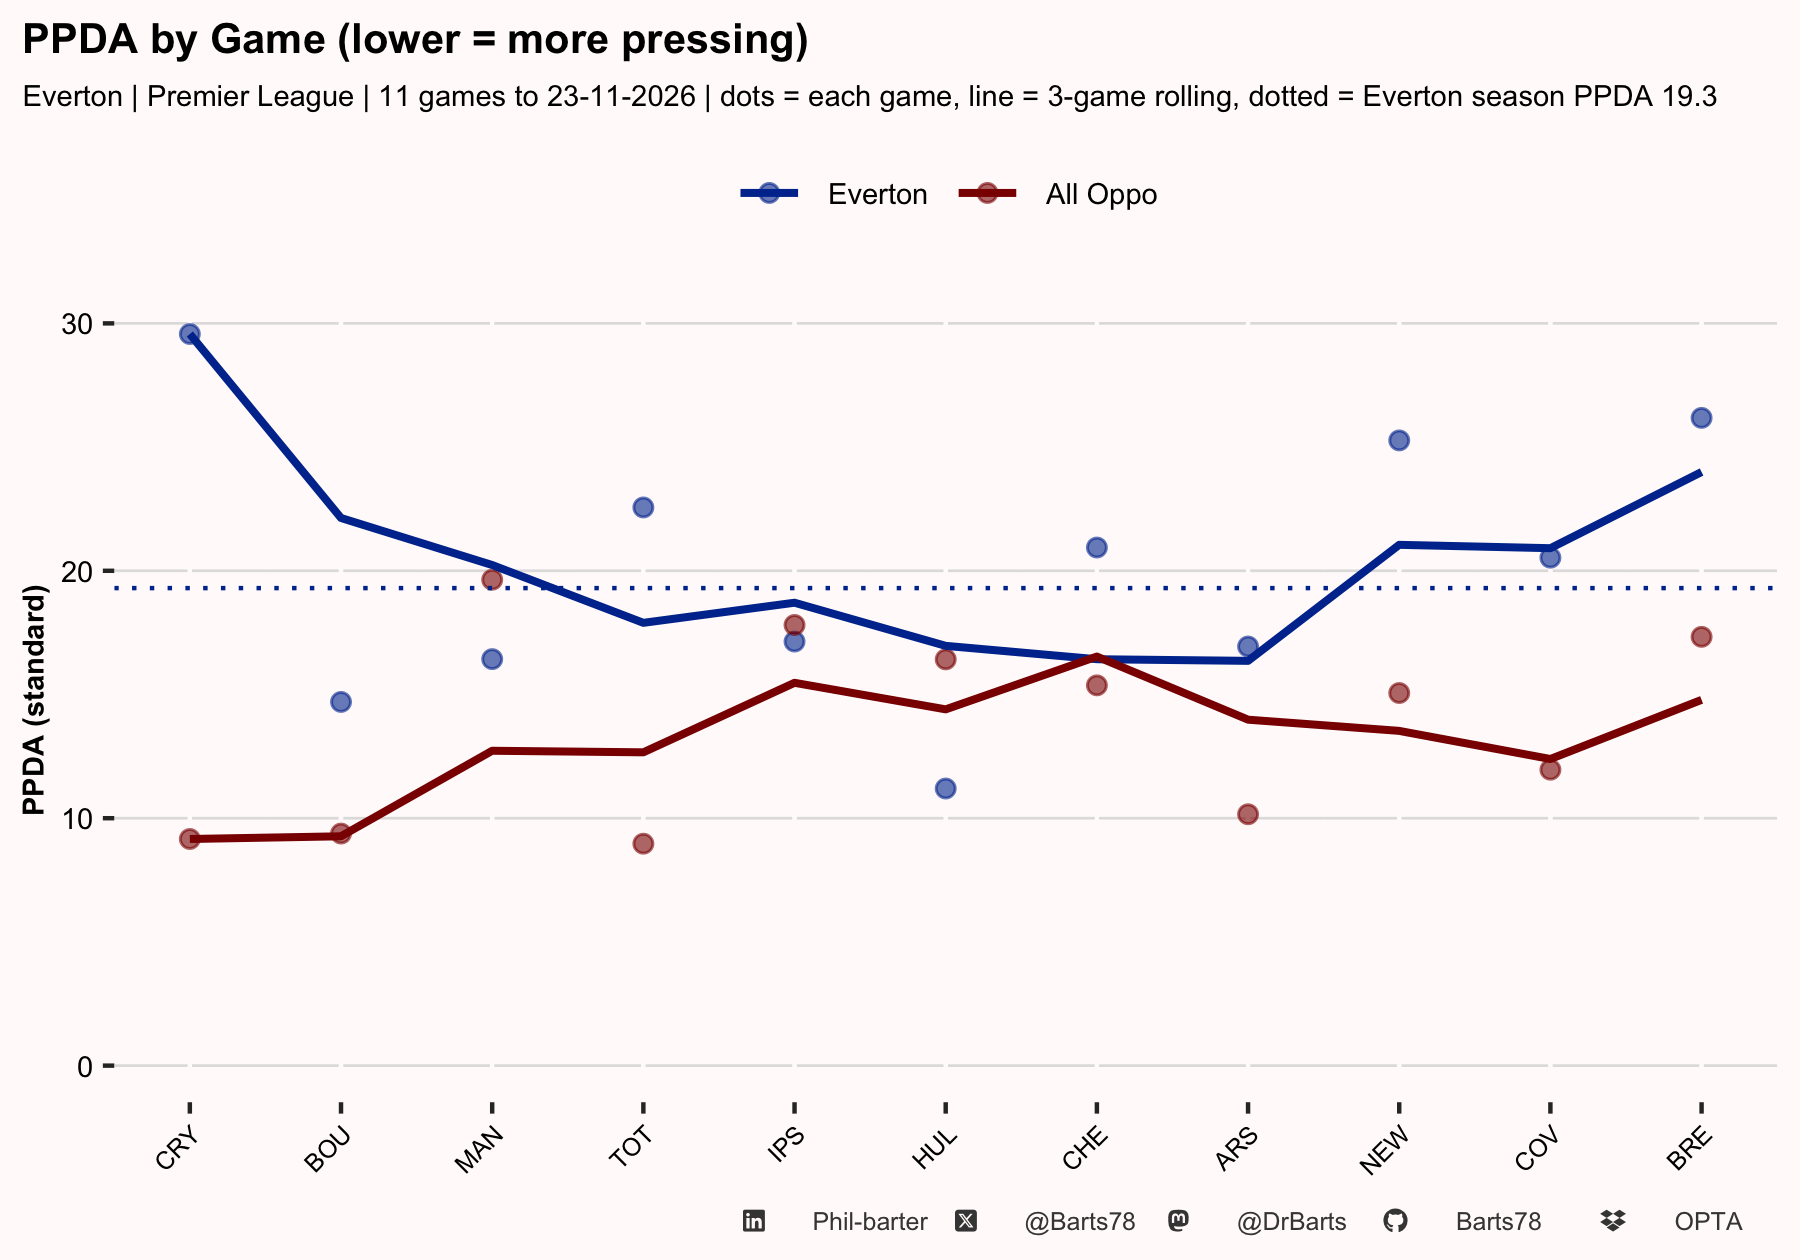 PPDA by Game (lower = more pressing)
Everton | Premier League | 11 games to 23-11-2026 | dots = each game, line = 3-game rolling, dotted = Everton season PPDA 19.3
Everton All Oppo
PPDA (standard)
30
20
10
0
CRY BOU MAN TOT IPS HUL CHE ARS NEW COV BRE
Phil-barter @Barts78 @DrBarts Barts78 OPTA